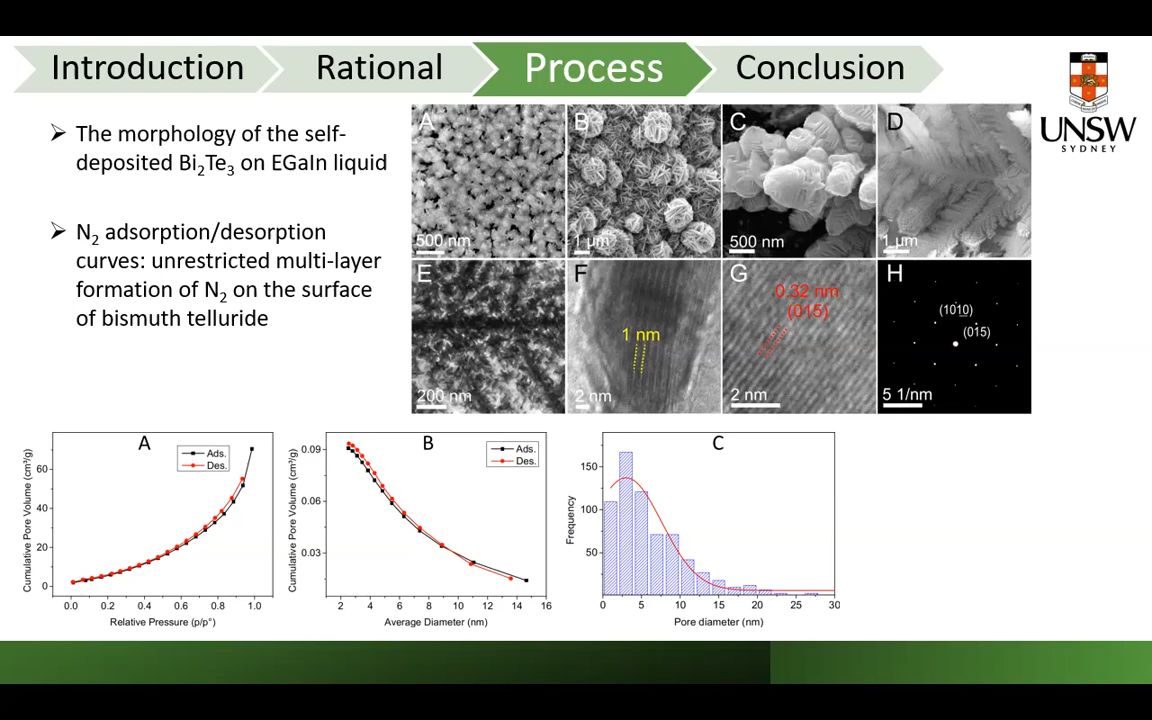 Introduction
Rational
Process
Conclusion
UNSW
SYDNEY
➢ The morphology of the self-
deposited Bi₂Te₃ on EGaIn liquid
➢ N₂ adsorption/desorption
curves: unrestricted multi-layer
formation of N₂ on the surface
of bismuth telluride
A
500 nm
B
1 µm
C
500 nm
D
1 µm
E
200 nm
F
1 nm
2 nm
G
0.32 nm
(015)
2 nm
H
(101̲0)
(015)
5 1/nm
A
Ads.
Des.
Cumulative Pore Volume (cm³/g)
60
40
20
0
0.0 0.2 0.4 0.6 0.8 1.0
Relative Pressure (p/p°)
B
Ads.
Des.
Cumulative Pore Volume (cm³/g)
0.09
0.06
0.03
2 4 6 8 10 12 14 16
Average Diameter (nm)
C
Frequency
150
100
50
0 5 10 15 20 25 30
Pore diameter (nm)